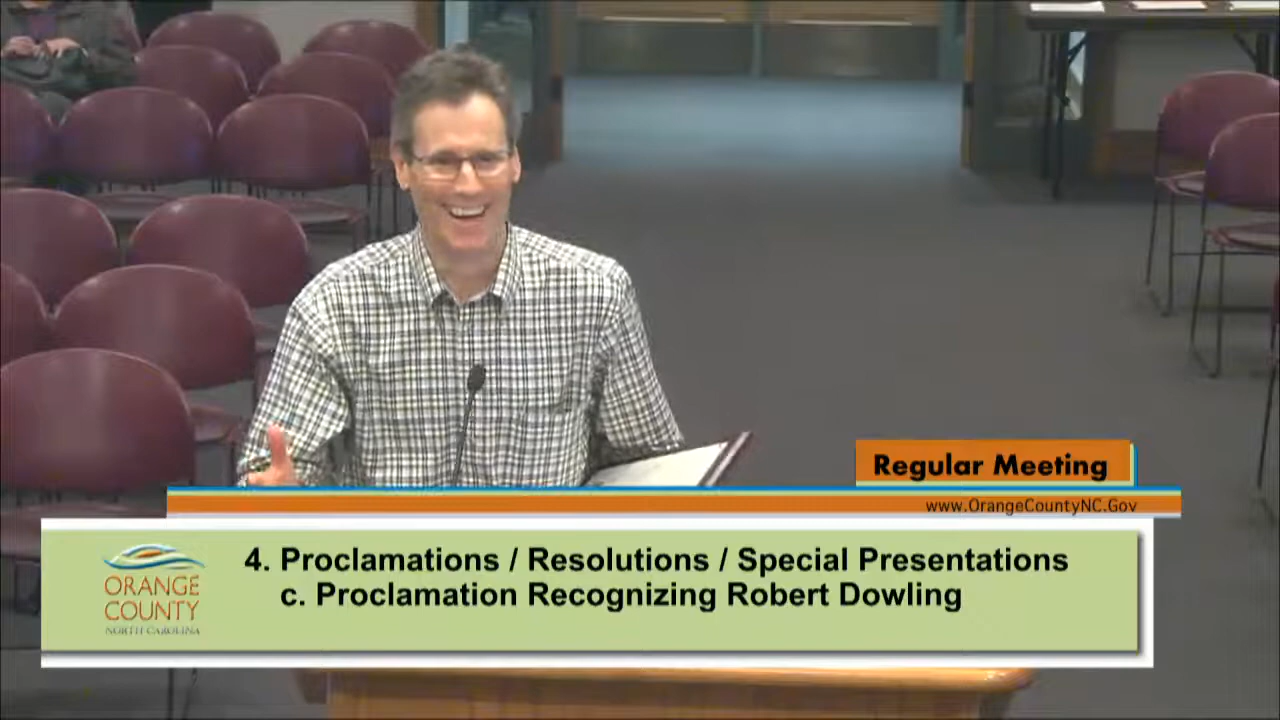 Regular Meeting
www.OrangeCountyNC.Gov
4. Proclamations / Resolutions / Special Presentations
c. Proclamation Recognizing Robert Dowling
ORANGE
COUNTY
NORTH CAROLINA